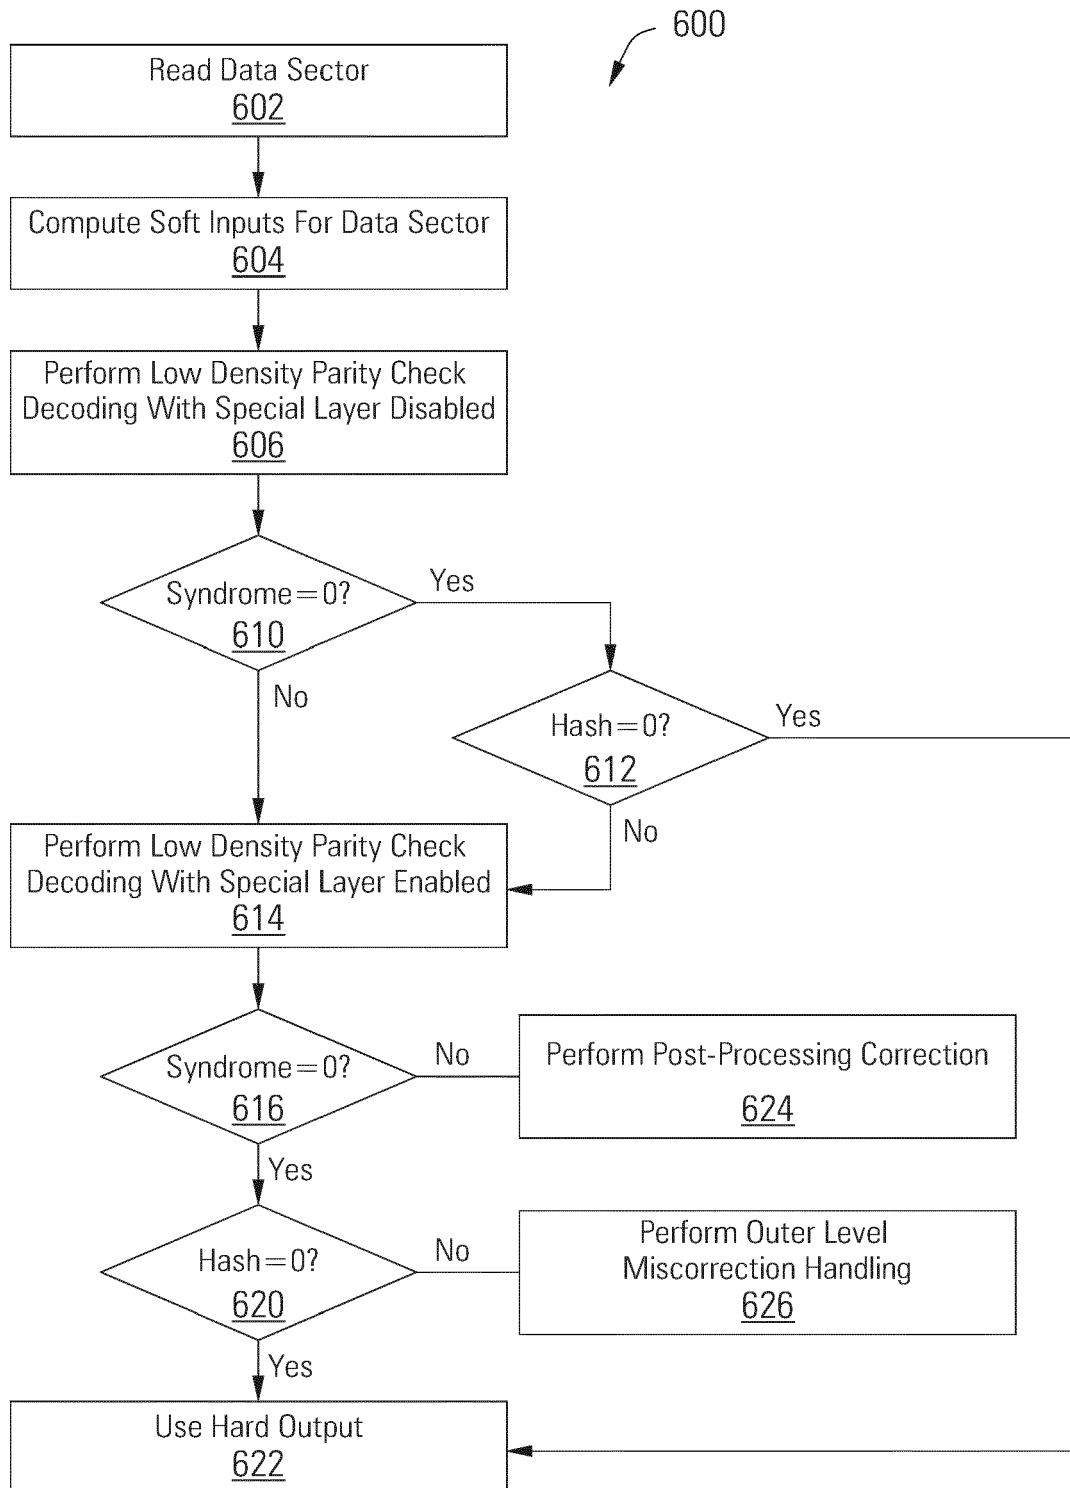 600
Read Data Sector
602
Compute Soft Inputs For Data Sector
604
Perform Low Density Parity Check
Decoding With Special Layer Disabled
606
Syndrome=0?
610
Yes
No
Hash=0?
612
Yes
No
Perform Low Density Parity Check
Decoding With Special Layer Enabled
614
Syndrome=0?
616
No
Yes
Perform Post-Processing Correction
624
Hash=0?
620
No
Yes
Perform Outer Level
Miscorrection Handling
626
Use Hard Output
622